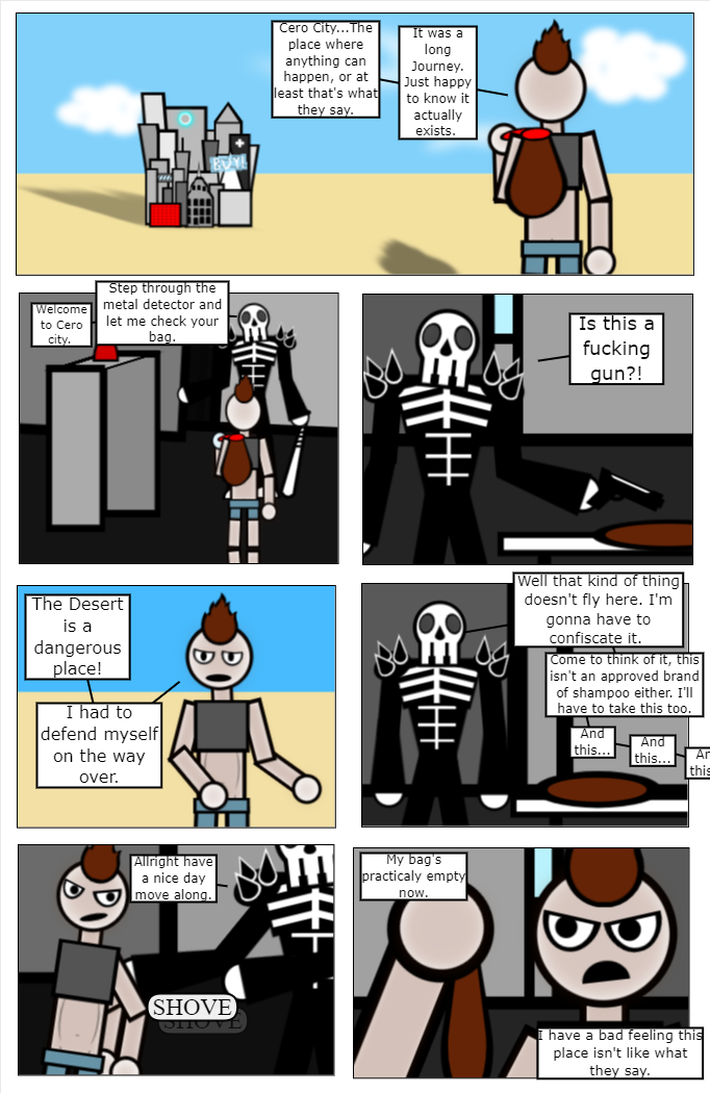 Cero City...The
place where
anything can
happen, or at
least that's what
they say.
It was a
long
Journey.
Just happy
to know it
actually
exists.
BUY!
Welcome
to Cero
city.
Step through the
metal detector and
let me check your
bag.
Is this a
fucking
gun?!
The Desert
is a
dangerous
place!
I had to
defend myself
on the way
over.
Well that kind of thing
doesn't fly here. I'm
gonna have to
confiscate it.
Come to think of it, this
isn't an approved brand
of shampoo either. I'll
have to take this too.
And
this...
And
this...
Allright have
a nice day
move along.
SHOVE
My bag's
practicaly empty
now.
I have a bad feeling this
place isn't like what
they say.